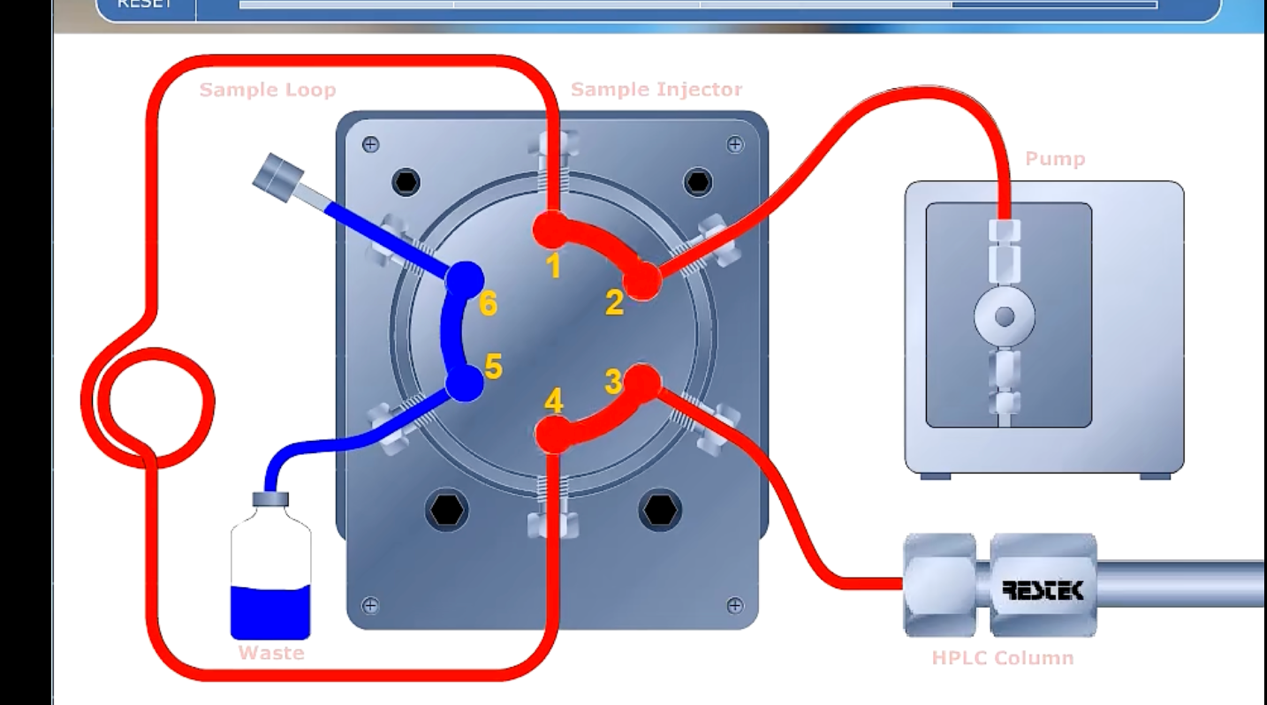 RESET
Sample Loop
Sample Injector
Pump
1
2
6
5
3
4
RESTEK
Waste
HPLC Column